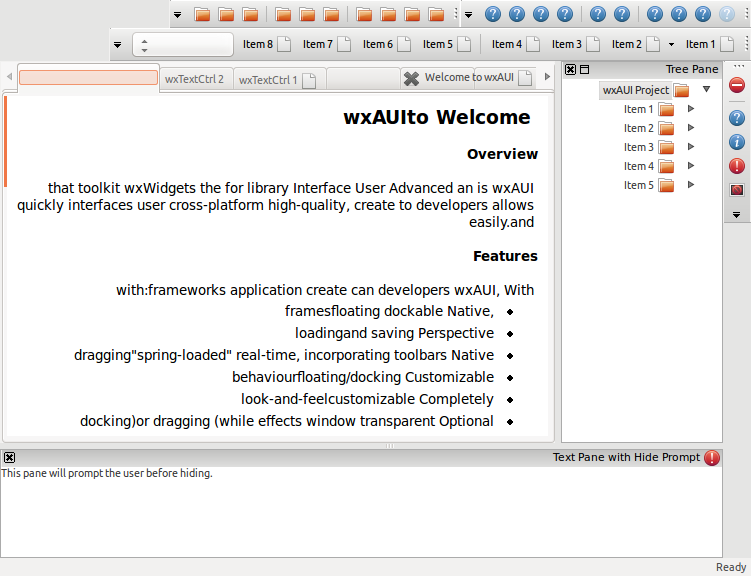 Item 8 Item 7 Item 6 Item 5 Item 4 Item 3 Item 2 Item 1
wxTextCtrl 2 wxTextCtrl 1 Welcome to wxAUI
wxAUIto Welcome
Overview
that toolkit wxWidgets the for library Interface User Advanced an is wxAUI
quickly interfaces user cross-platform high-quality, create to developers allows
easily.and
Features
with:frameworks application create can developers wxAUI, With
framesfloating dockable Native,
loadingand saving Perspective
dragging"spring-loaded" real-time, incorporating toolbars Native
behaviourfloating/docking Customizable
look-and-feelcustomizable Completely
docking)or dragging (while effects window transparent Optional
Tree Pane
wxAUI Project
Item 1
Item 2
Item 3
Item 4
Item 5
Text Pane with Hide Prompt
This pane will prompt the user before hiding.
Ready